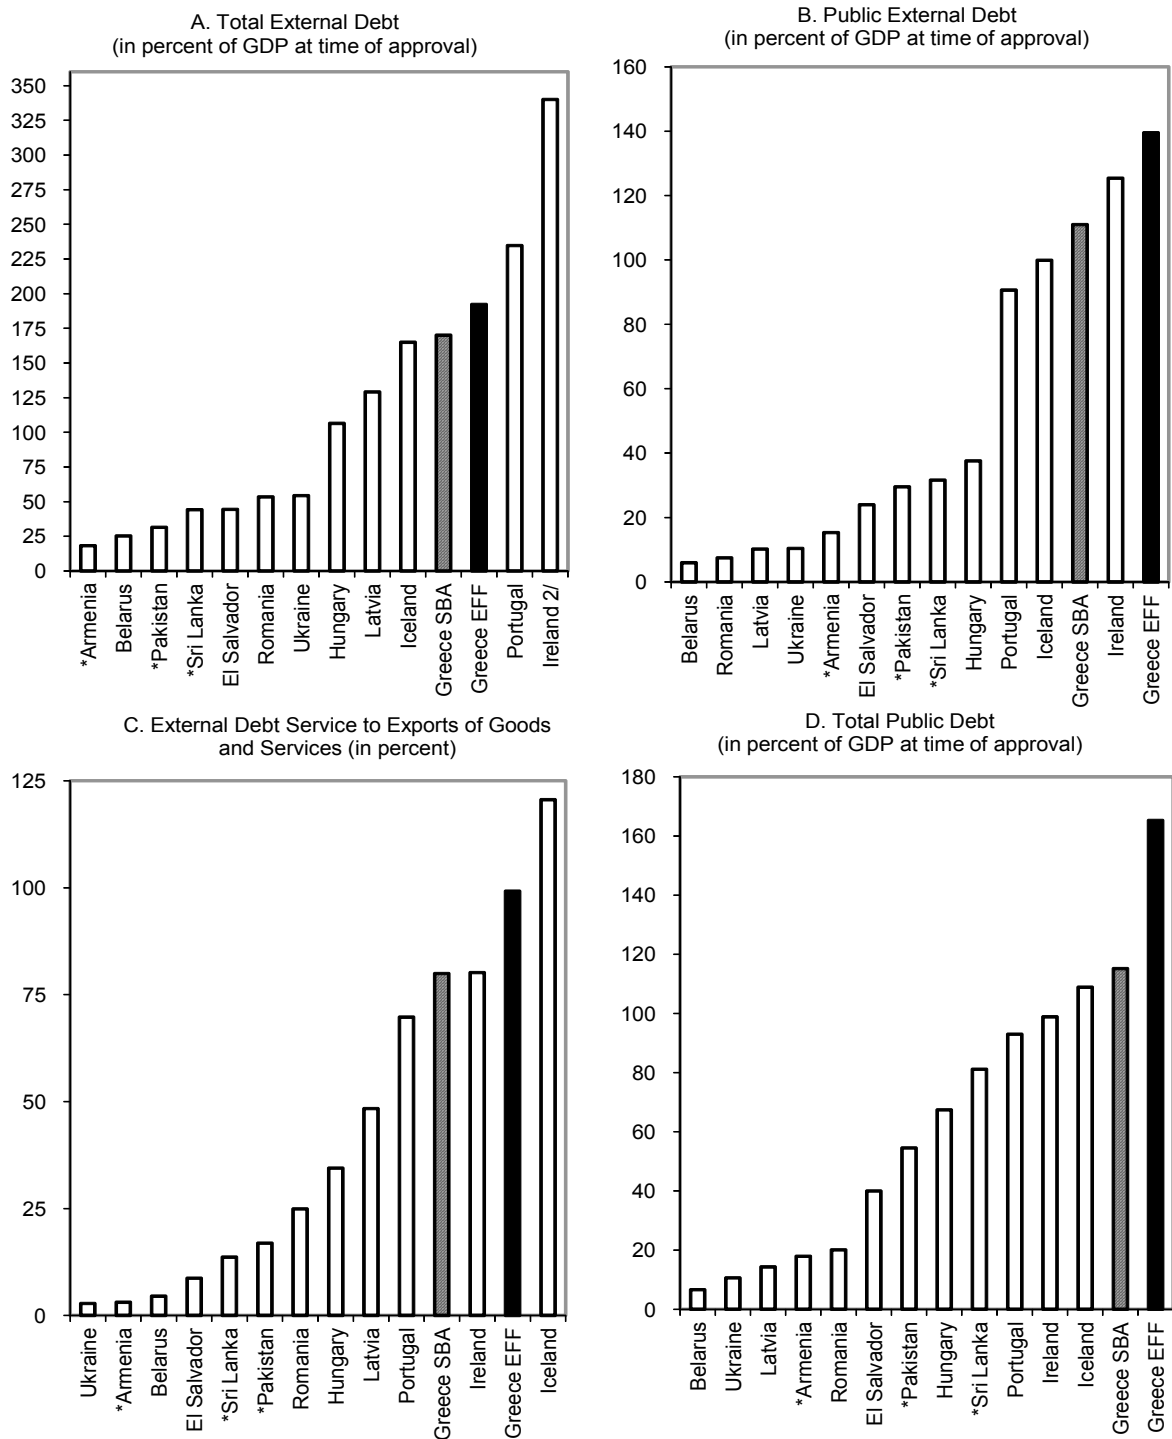 A. Total External Debt
(in percent of GDP at time of approval)
350
325
300
275
250
225
200
175
150
125
100
75
50
25
0
*Armenia
Belarus
*Pakistan
*Sri Lanka
El Salvador
Romania
Ukraine
Hungary
Latvia
Iceland
Greece SBA
Greece EFF
Portugal
Ireland 2/
B. Public External Debt
(in percent of GDP at time of approval)
160
140
120
100
80
60
40
20
0
Belarus
Romania
Latvia
Ukraine
*Armenia
El Salvador
*Pakistan
*Sri Lanka
Hungary
Portugal
Iceland
Greece SBA
Ireland
Greece EFF
C. External Debt Service to Exports of Goods
and Services (in percent)
125
100
75
50
25
0
Ukraine
*Armenia
Belarus
El Salvador
*Sri Lanka
*Pakistan
Romania
Hungary
Latvia
Portugal
Greece SBA
Ireland
Greece EFF
Iceland
D. Total Public Debt
(in percent of GDP at time of approval)
180
160
140
120
100
80
60
40
20
0
Belarus
Ukraine
Latvia
*Armenia
Romania
El Salvador
*Pakistan
Hungary
*Sri Lanka
Portugal
Ireland
Iceland
Greece SBA
Greece EFF